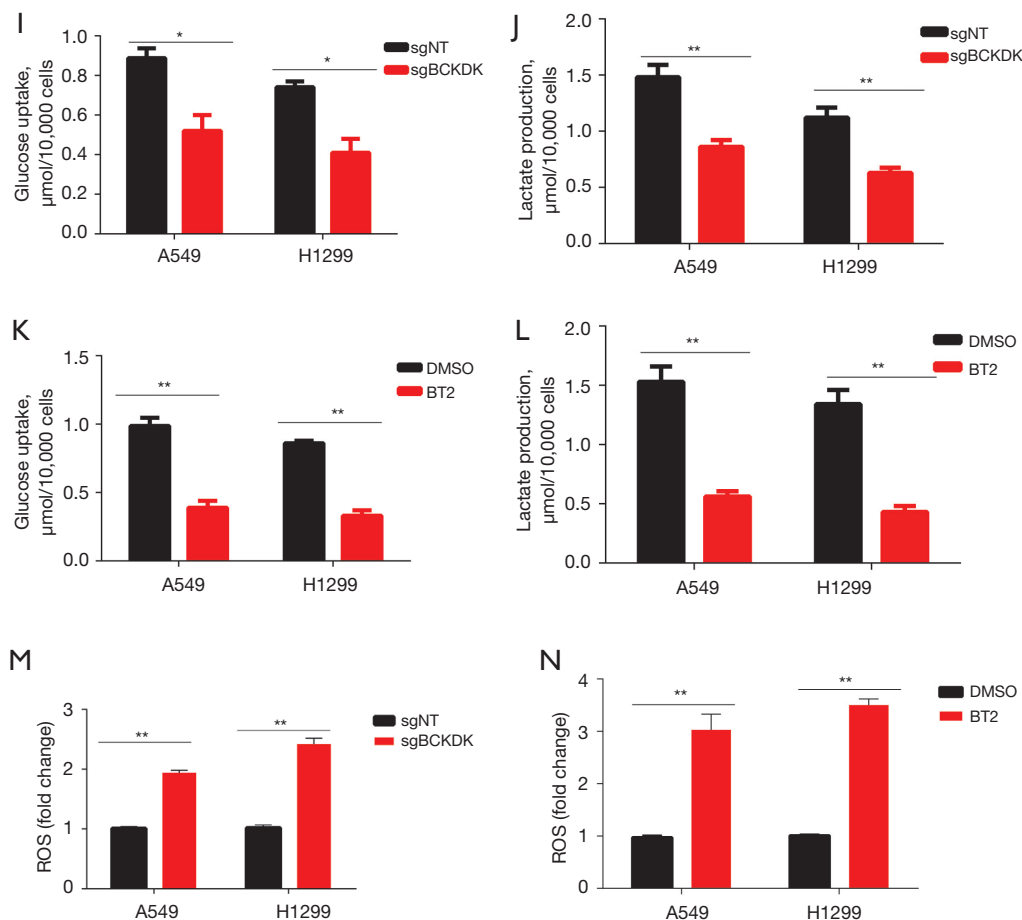 I
Glucose uptake,
μmol/10,000 cells
1.0
0.8
0.6
0.4
0.2
0.0
*
*
sgNT
sgBCKDK
A549
H1299
J
Lactate production,
μmol/10,000 cells
2.0
1.5
1.0
0.5
0.0
**
**
sgNT
sgBCKDK
A549
H1299
K
Glucose uptake,
μmol/10,000 cells
1.5
1.0
0.5
0.0
**
**
DMSO
BT2
A549
H1299
L
Lactate production,
μmol/10,000 cells
2.0
1.5
1.0
0.5
0.0
**
**
DMSO
BT2
A549
H1299
M
ROS (fold change)
3
2
1
0
**
**
sgNT
sgBCKDK
A549
H1299
N
ROS (fold change)
4
3
2
1
0
**
**
DMSO
BT2
A549
H1299